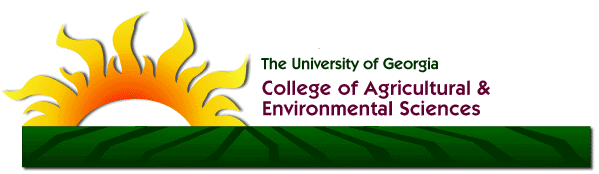 The University of Georgia
College of Agricultural &
Environmental Sciences